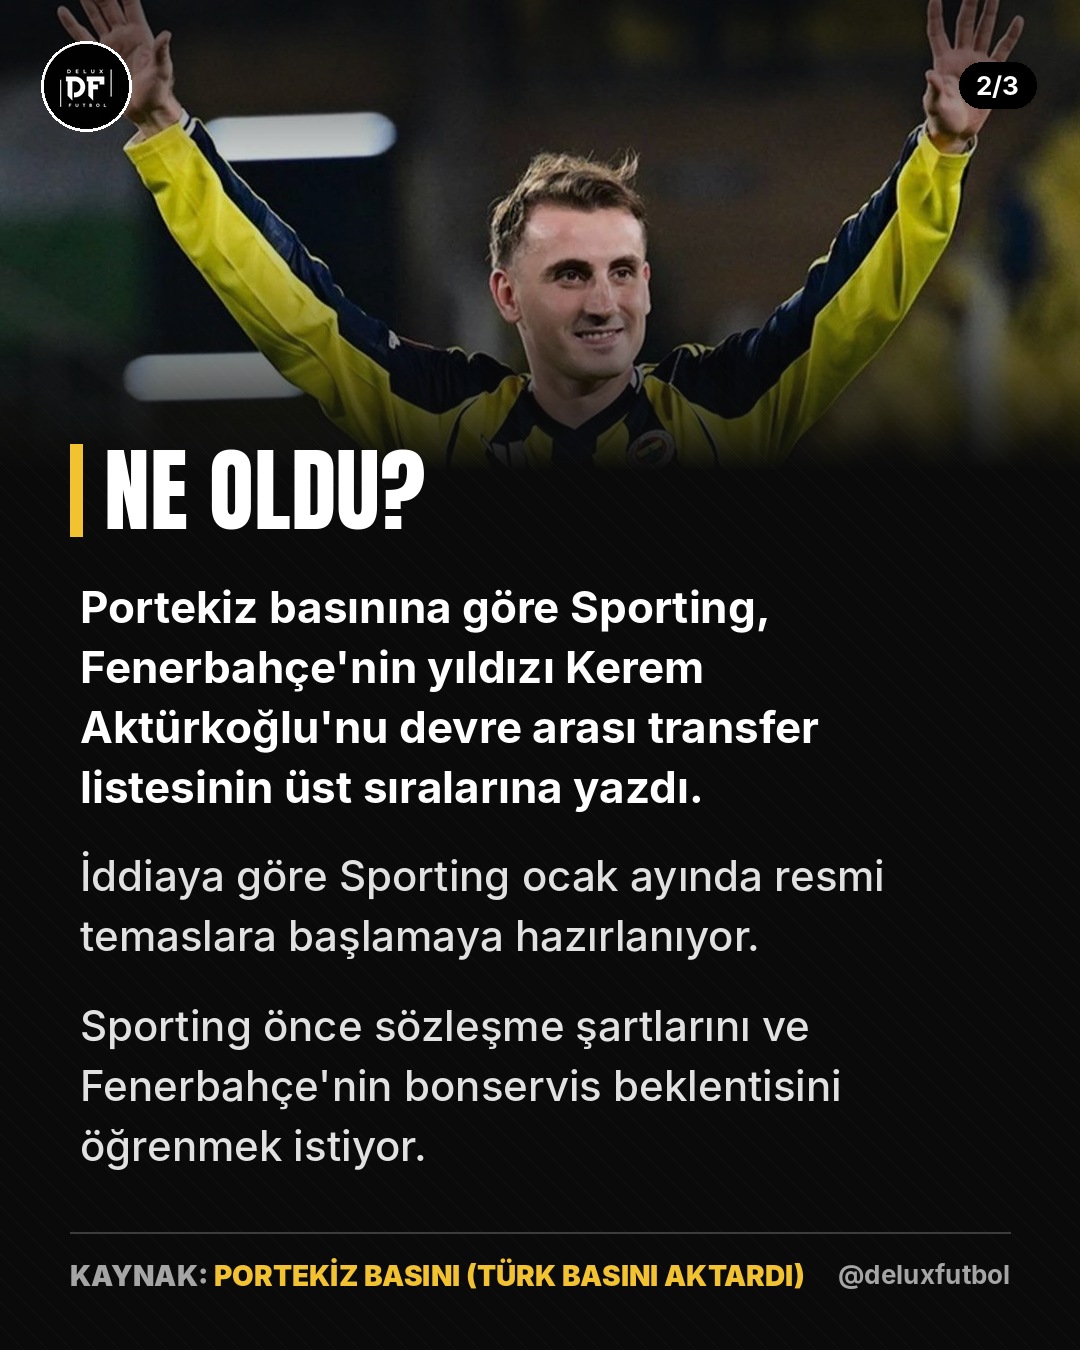 DELUX
DF
FUTBOL
2/3
NE OLDU?
Portekiz basınına göre Sporting,
Fenerbahçe'nin yıldızı Kerem
Aktürkoğlu'nu devre arası transfer
listesinin üst sıralarına yazdı.
İddiaya göre Sporting ocak ayında resmi
temaslara başlamaya hazırlanıyor.
Sporting önce sözleşme şartlarını ve
Fenerbahçe'nin bonservis beklentisini
öğrenmek istiyor.
KAYNAK: PORTEKİZ BASINI (TÜRK BASINI AKTARDI) @deluxfutbol